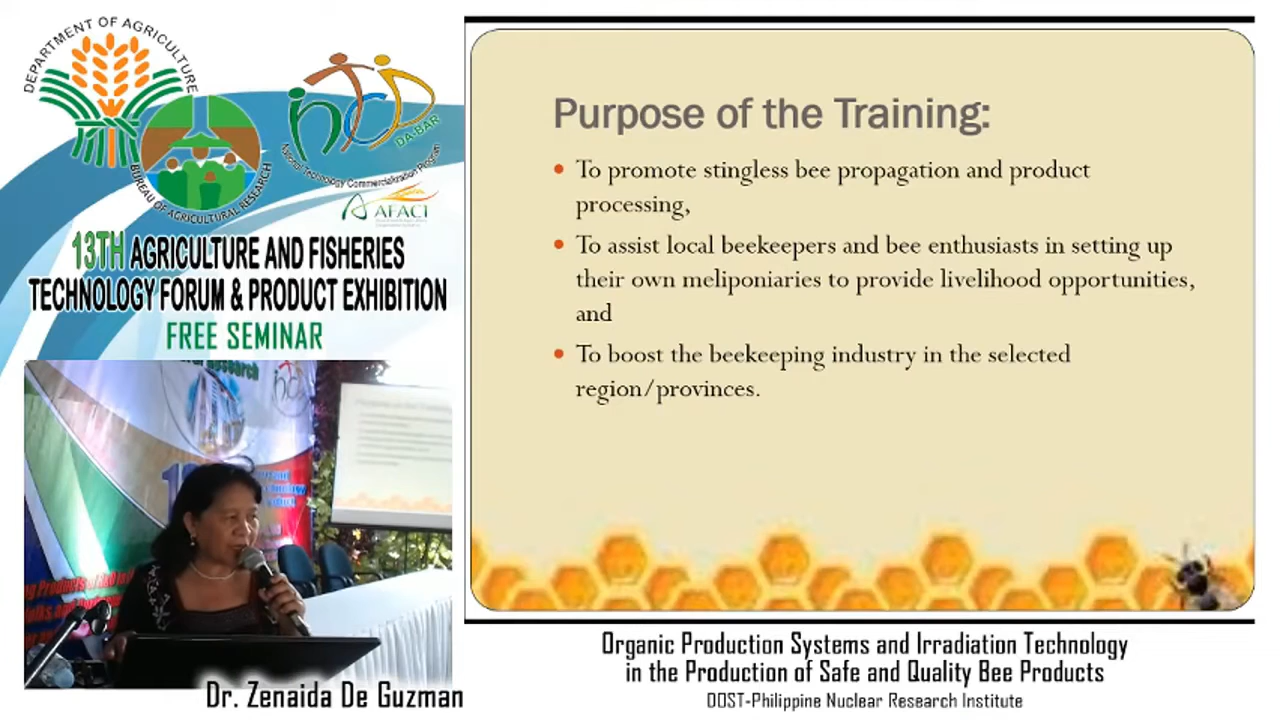 DEPARTMENT OF AGRICULTURE
BUREAU OF AGRICULTURAL RESEARCH
DA-BAR
National Technology Commercialization Program
AFACI
13TH AGRICULTURE AND FISHERIES
TECHNOLOGY FORUM & PRODUCT EXHIBITION
FREE SEMINAR
Purpose of the Training
Dr. Zenaida De Guzman
Purpose of the Training:
• To promote stingless bee propagation and product
processing,
• To assist local beekeepers and bee enthusiasts in setting up
their own meliponiaries to provide livelihood opportunities,
and
• To boost the beekeeping industry in the selected
region/provinces.
Organic Production Systems and Irradiation Technology
in the Production of Safe and Quality Bee Products
DOST-Philippine Nuclear Research Institute